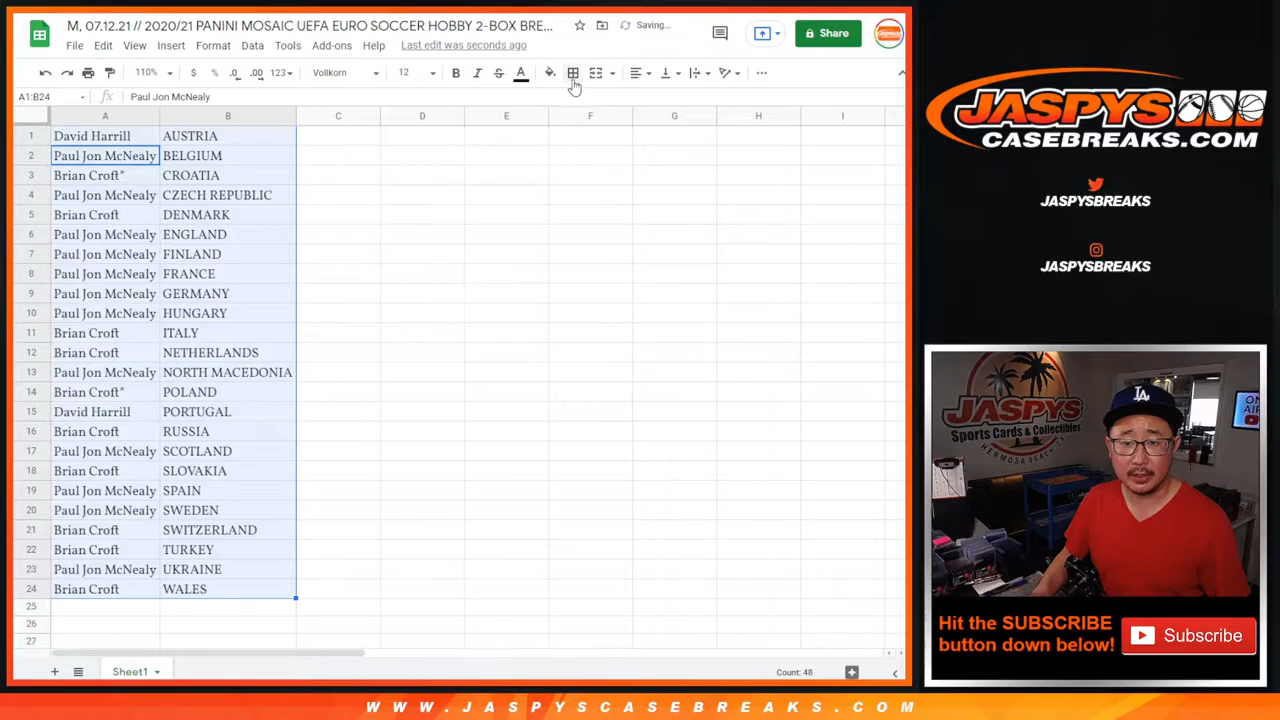 M, 07.12.21 // 2020/21 PANINI MOSAIC UEFA EURO SOCCER HOBBY 2-BOX BRE...
Saving...
File Edit View Insert Format Data Tools Add-ons Help Last edit was seconds ago
Share
110% $ % .0 .00 123 Vollkorn 12 B I S A
A1:B24 fx Paul Jon McNealy
A B C D E F G H I
1 David Harrill AUSTRIA
2 Paul Jon McNealy BELGIUM
3 Brian Croft* CROATIA
4 Paul Jon McNealy CZECH REPUBLIC
5 Brian Croft DENMARK
6 Paul Jon McNealy ENGLAND
7 Paul Jon McNealy FINLAND
8 Paul Jon McNealy FRANCE
9 Paul Jon McNealy GERMANY
10 Paul Jon McNealy HUNGARY
11 Brian Croft ITALY
12 Brian Croft NETHERLANDS
13 Paul Jon McNealy NORTH MACEDONIA
14 Brian Croft* POLAND
15 David Harrill PORTUGAL
16 Brian Croft RUSSIA
17 Paul Jon McNealy SCOTLAND
18 Brian Croft SLOVAKIA
19 Paul Jon McNealy SPAIN
20 Paul Jon McNealy SWEDEN
21 Brian Croft SWITZERLAND
22 Brian Croft TURKEY
23 Paul Jon McNealy UKRAINE
24 Brian Croft WALES
25
26
27
Sheet1
Count: 48
JASPYS
CASEBREAKS.COM
JASPYSBREAKS
JASPYSBREAKS
JASPYS
Sports Cards & Collectibles
HERMOSA BEACH
LA
ON
AIR
Hit the SUBSCRIBE
button down below!
Subscribe
WWW.JASPYSCASEBREAKS.COM